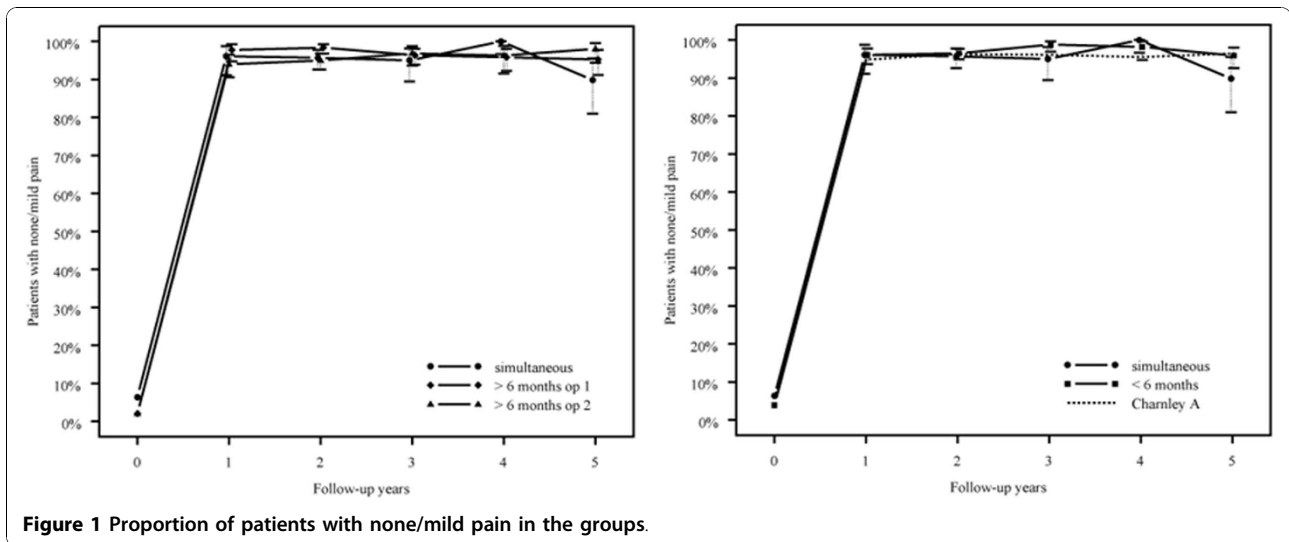 100%
90%
80%
70%
60%
50%
40%
30%
20%
10%
0%
Patients with none/mild pain
simultaneous
> 6 months op 1
> 6 months op 2
0 1 2 3 4 5
Follow-up years
100%
90%
80%
70%
60%
50%
40%
30%
20%
10%
0%
Patients with none/mild pain
simultaneous
< 6 months
Charnley A
0 1 2 3 4 5
Follow-up years
Figure 1 Proportion of patients with none/mild pain in the groups.